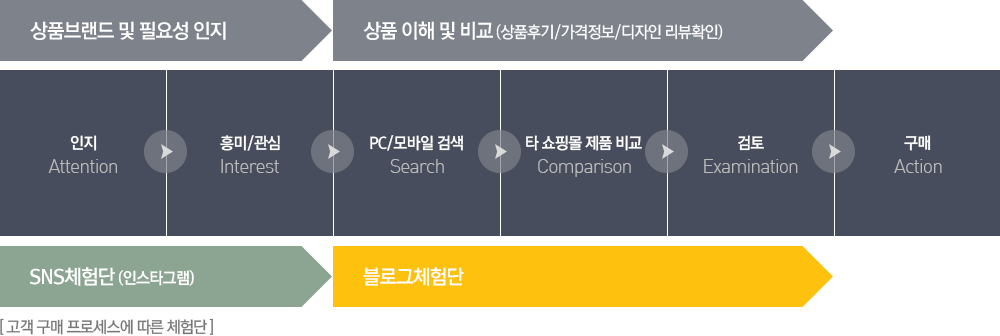 상품브랜드 및 필요성 인지
상품 이해 및 비교 (상품후기/가격정보/디자인 리뷰확인)
인지
Attention
흥미/관심
Interest
PC/모바일 검색
Search
타 쇼핑몰 제품 비교
Comparison
검토
Examination
구매
Action
SNS체험단 (인스타그램)
블로그체험단
[ 고객 구매 프로세스에 따른 체험단 ]